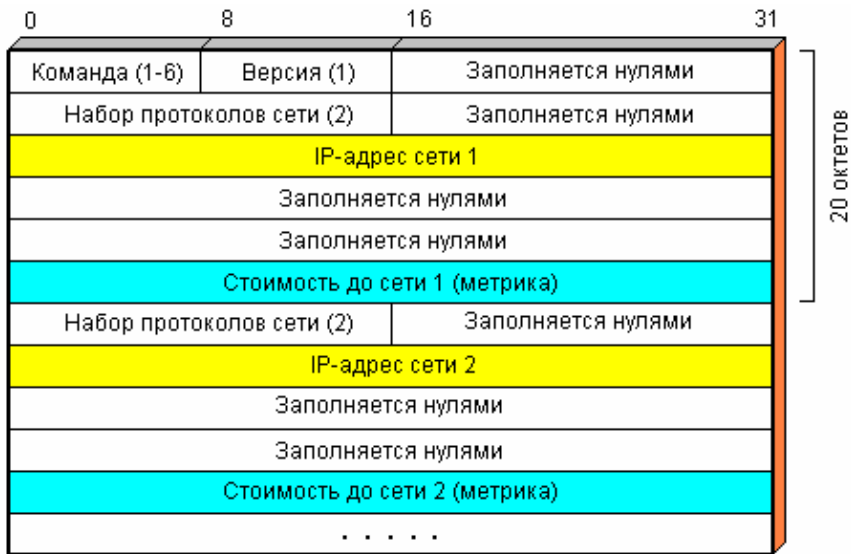 0 8 16 31
Команда (1-6) Версия (1) Заполняется нулями
Набор протоколов сети (2) Заполняется нулями
IP-адрес сети 1
Заполняется нулями
Заполняется нулями
Стоимость до сети 1 (метрика)
20 октетов
Набор протоколов сети (2) Заполняется нулями
IP-адрес сети 2
Заполняется нулями
Заполняется нулями
Стоимость до сети 2 (метрика)
. . . . .